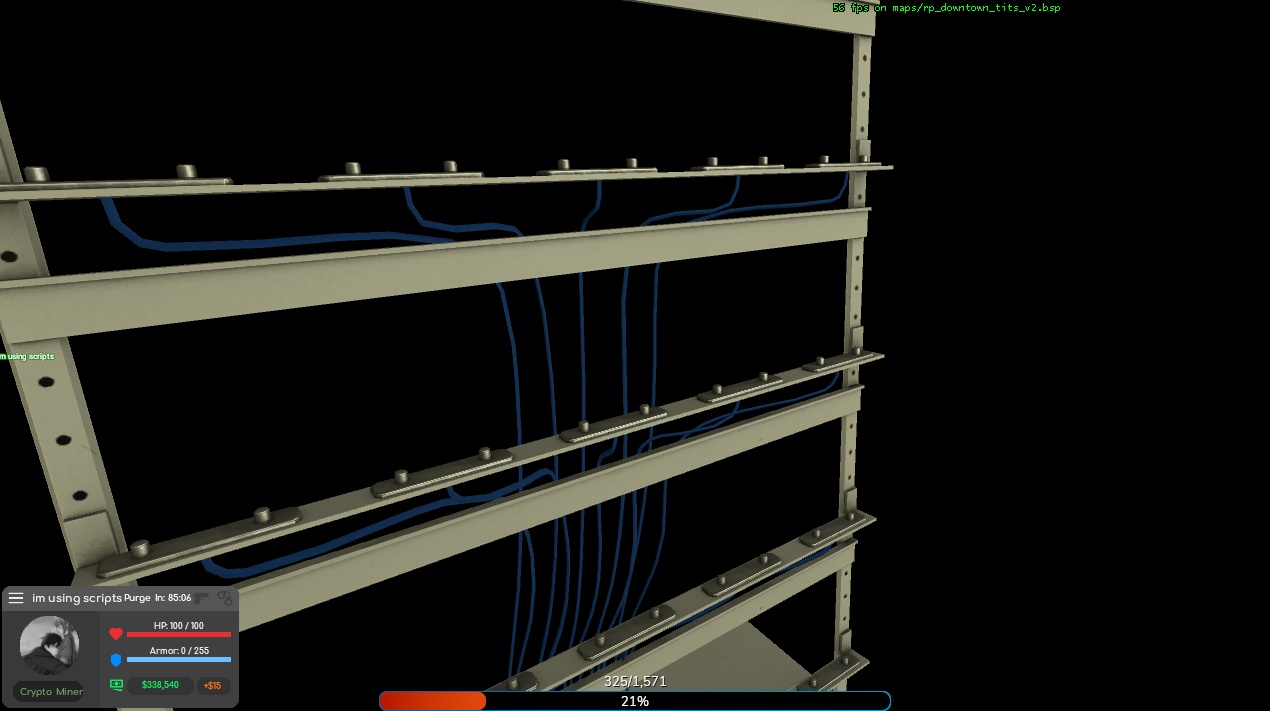 56 fps on maps/rp_downtown_tits_v2.bsp
m using scripts
im using scripts Purge In: 85:06
HP: 100 / 100
Armor: 0 / 255
Crypto Miner
$338,540
+$15
325/1,571
21%